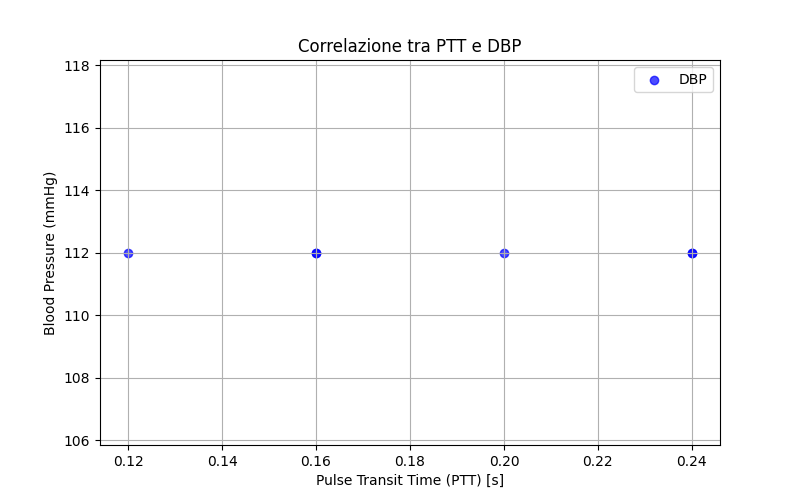 Correlazione tra PTT e DBP
DBP
118
116
114
112
110
108
106
Blood Pressure (mmHg)
0.12 0.14 0.16 0.18 0.20 0.22 0.24
Pulse Transit Time (PTT) [s]